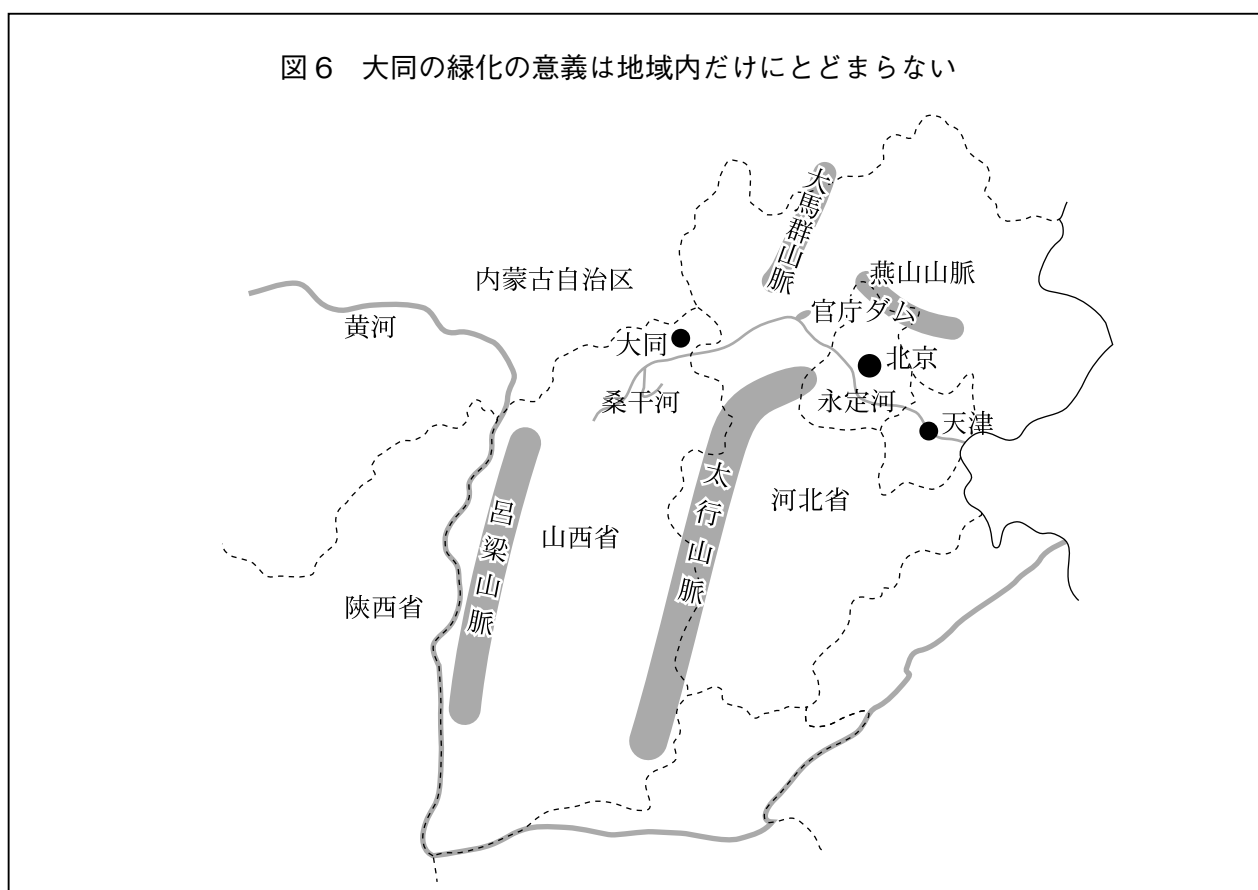 図6 大同の緑化の意義は地域内だけにとどまらない
大馬群山脈
燕山山脈
内蒙古自治区
官庁ダム
黄河
大同
北京
桑干河
永定河
天津
太行山脈
河北省
呂梁山脈
山西省
陝西省